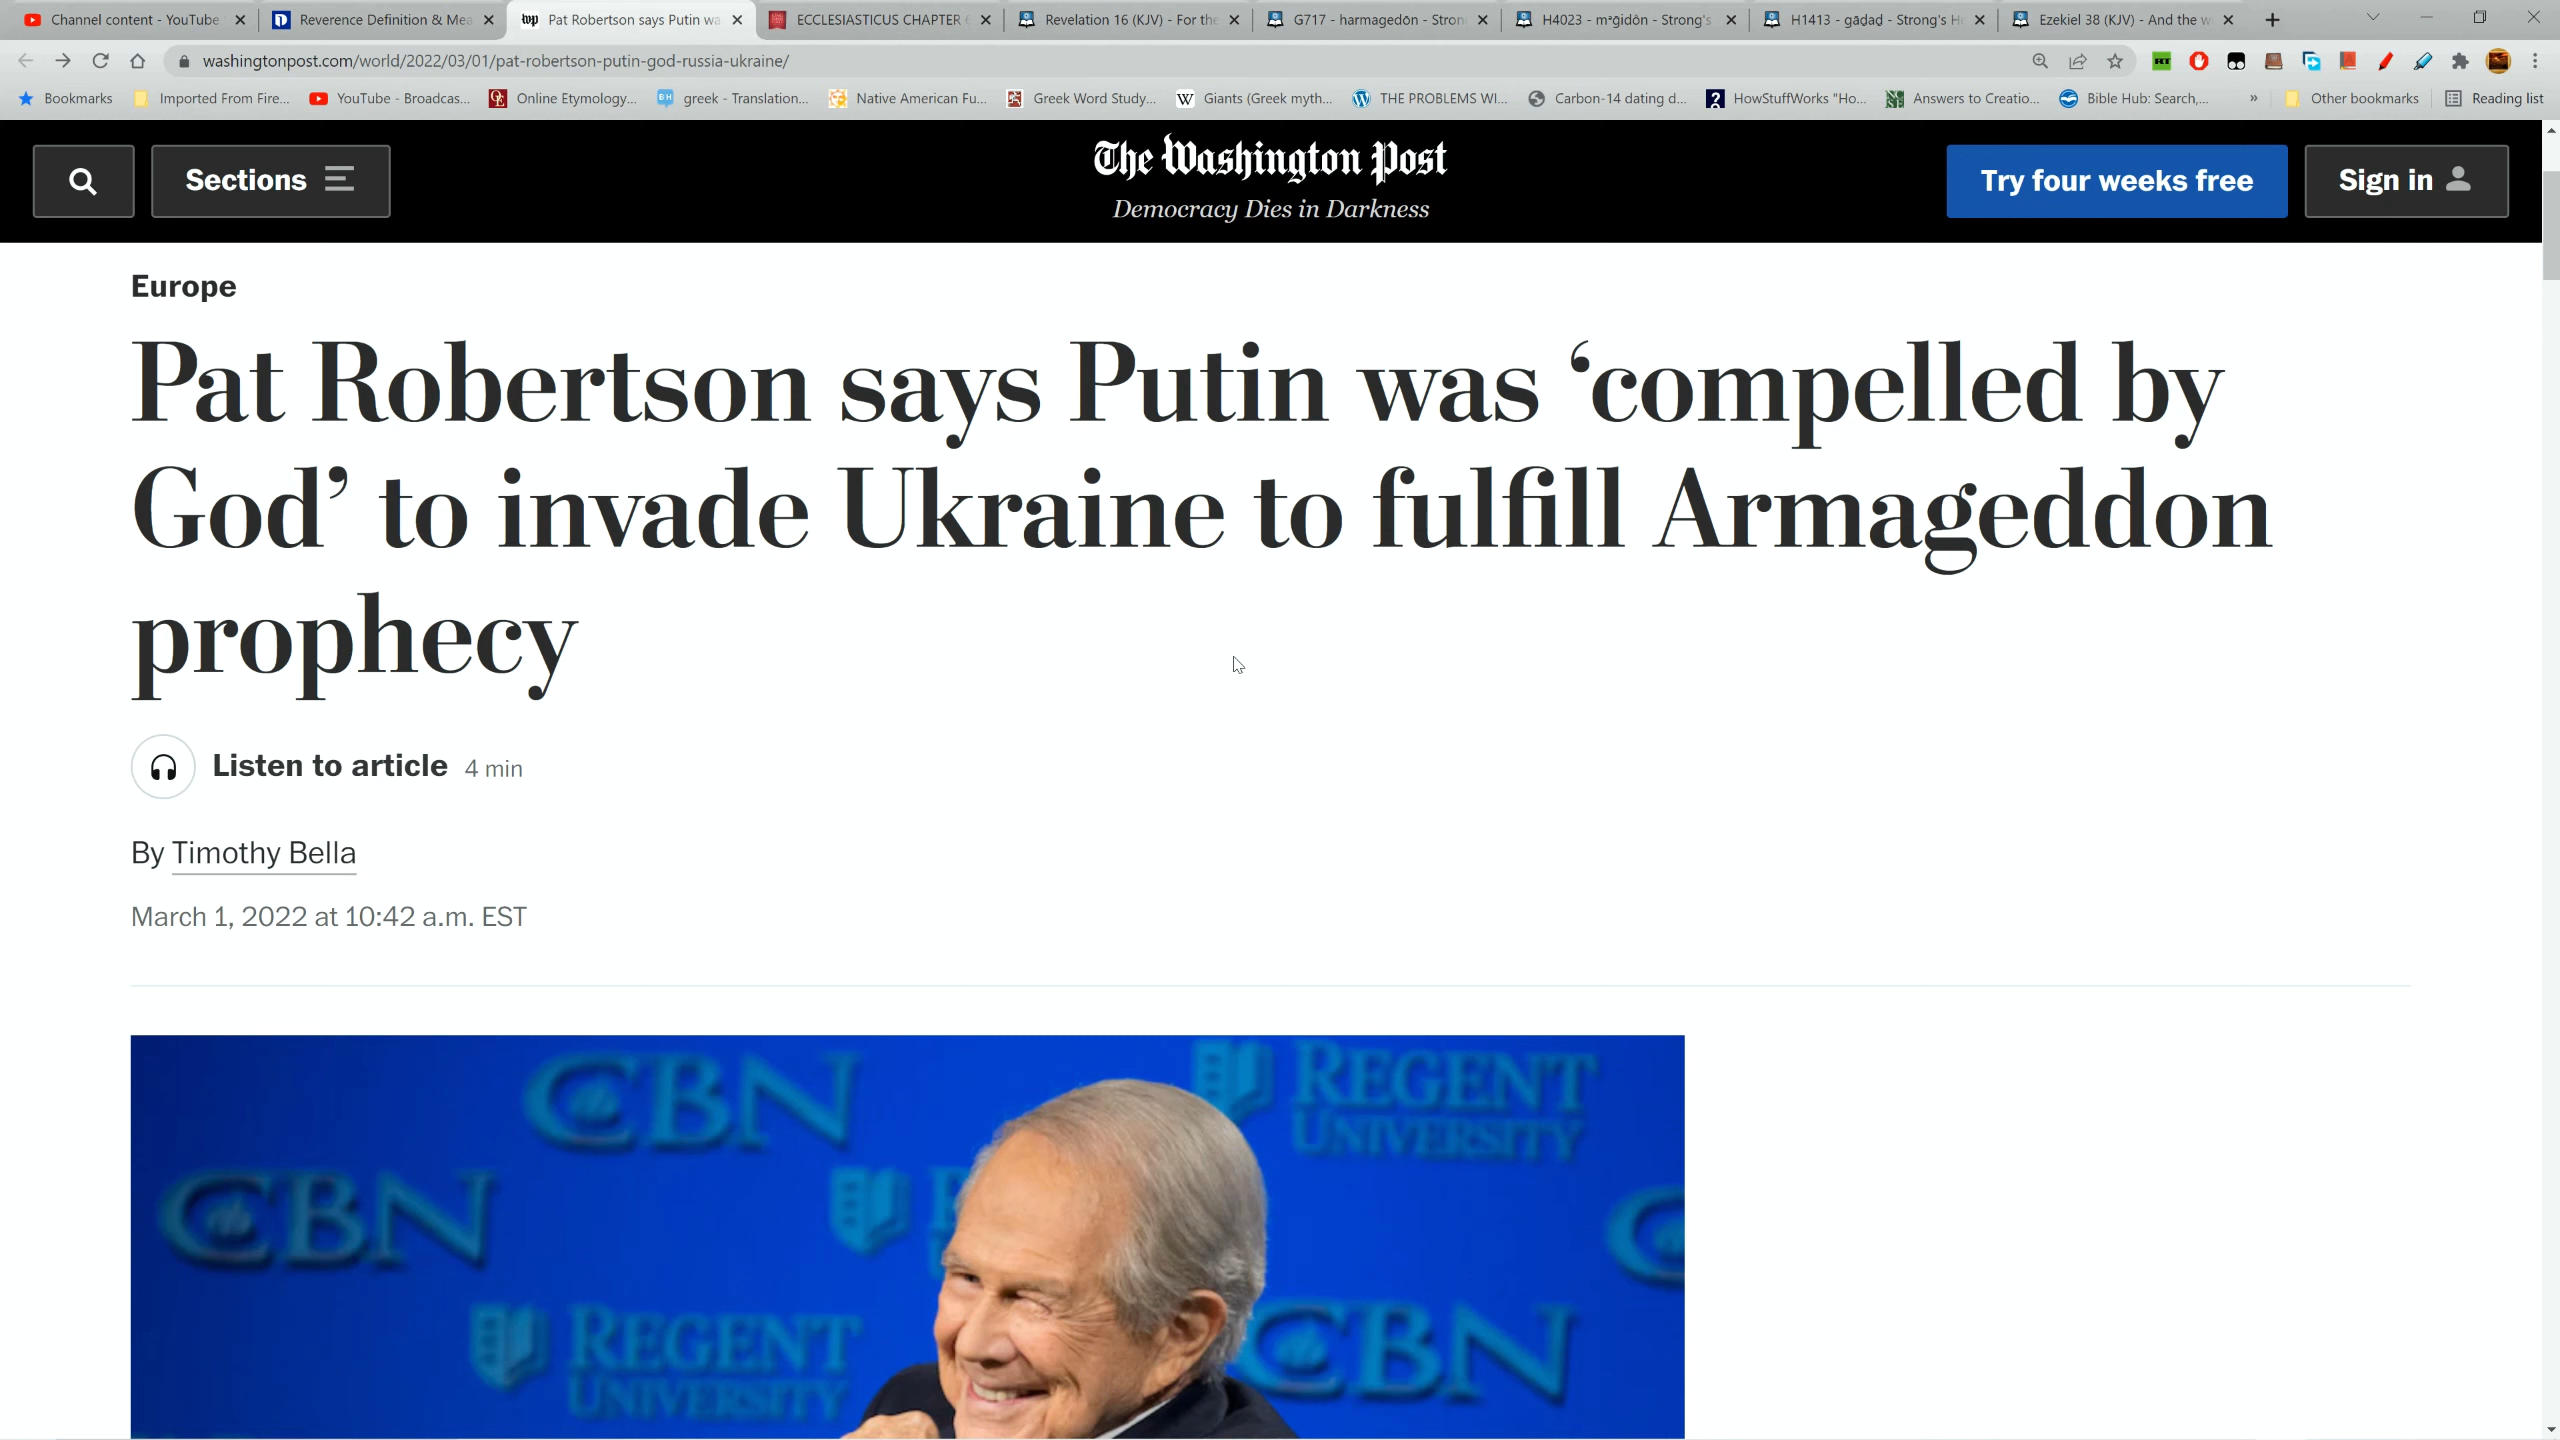 Channel content - YouTube
Reverence Definition & Mea
Pat Robertson says Putin wa
ECCLESIASTICUS CHAPTER
Revelation 16 (KJV) - For the
G717 - harmagedōn - Stron
H4023 - mᵊḡidôn - Strong's
H1413 - gāḏaḏ - Strong's H
Ezekiel 38 (KJV) - And the w
washingtonpost.com/world/2022/03/01/pat-robertson-putin-god-russia-ukraine/
RT
Bookmarks
Imported From Fire...
YouTube - Broadcas...
Online Etymology...
BH greek - Translation...
Native American Fu...
Greek Word Study...
W Giants (Greek myth...
THE PROBLEMS WI...
Carbon-14 dating d...
HowStuffWorks "Ho...
Answers to Creatio...
Bible Hub: Search,...
»
Other bookmarks
Reading list
Sections
The Washington Post
Democracy Dies in Darkness
Try four weeks free
Sign in
Europe
Pat Robertson says Putin was ‘compelled by
God’ to invade Ukraine to fulfill Armageddon
prophecy
Listen to article 4 min
By Timothy Bella
March 1, 2022 at 10:42 a.m. EST
CBN
REGENT
UNIVERSITY
CBN
REGENT
UNIVERSITY
CBN